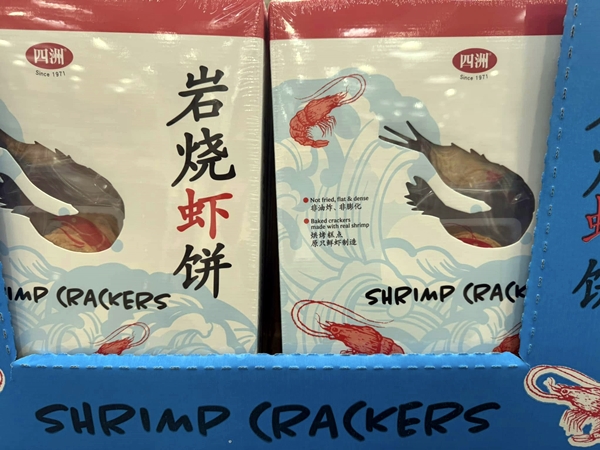 四洲
Since 1971
岩烧虾饼
SHRIMP CRACKERS
四洲
Since 1971
Not fried, flat & dense
非油炸、非膨化
Baked crackers
made with real shrimp
烘烤糕点
原只鲜虾制造
SHRIMP CRACK
SHRIMP CRACKERS